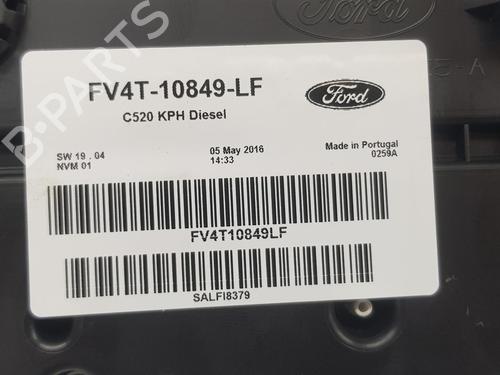 Ford
B-PARTS
FV4T-10849-LF
C520 KPH Diesel
Ford
SW 19 . 04
NVM 01
05 May 2016
14:33
Made in Portugal
0259A
FV4T10849LF
SALFI8379